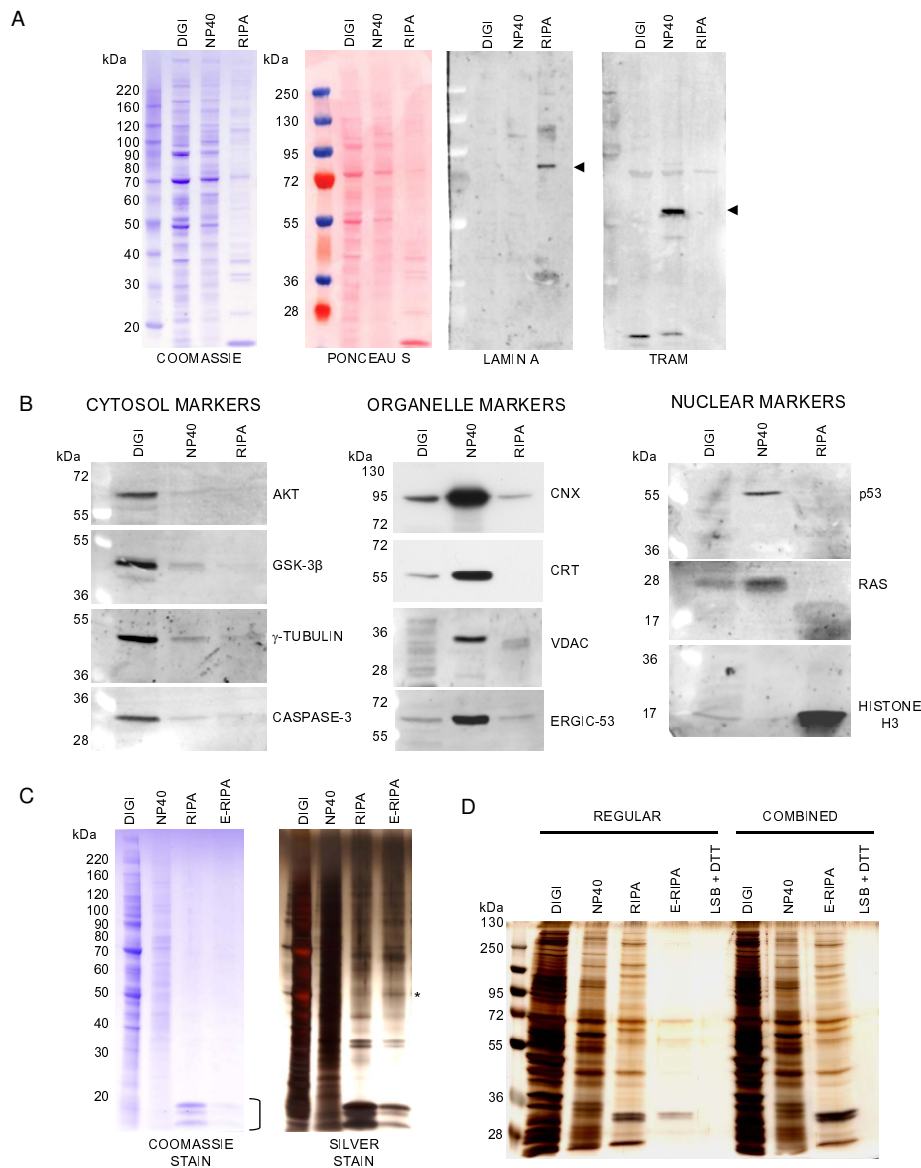 A
DIGI NP40 RIPA
kDa
220
160
120
100
90
80
70
60
50
40
30
20
COOMASSIE
DIGI NP40 RIPA
kDa
250
130
95
72
55
36
28
PONCEAU S
DIGI NP40 RIPA
LAMIN A
DIGI NP40 RIPA
TRAM
B
CYTOSOL MARKERS
DIGI NP40 RIPA
kDa
72
55
AKT
55
36
GSK-3β
55
36
γ-TUBULIN
36
28
CASPASE-3
ORGANELLE MARKERS
DIGI NP40 RIPA
kDa
130
95
72
CNX
72
55
CRT
36
28
VDAC
72
55
ERGIC-53
NUCLEAR MARKERS
DIGI NP40 RIPA
kDa
55
36
p53
28
17
RAS
36
17
HISTONE
H3
C
DIGI NP40 RIPA E-RIPA
kDa
220
160
120
100
90
80
70
60
50
40
30
20
COOMASSIE
STAIN
DIGI NP40 RIPA E-RIPA
*
SILVER
STAIN
D
REGULAR COMBINED
DIGI NP40 RIPA E-RIPA LSB + DTT DIGI NP40 E-RIPA LSB + DTT
kDa
130
250
95
72
55
36
28